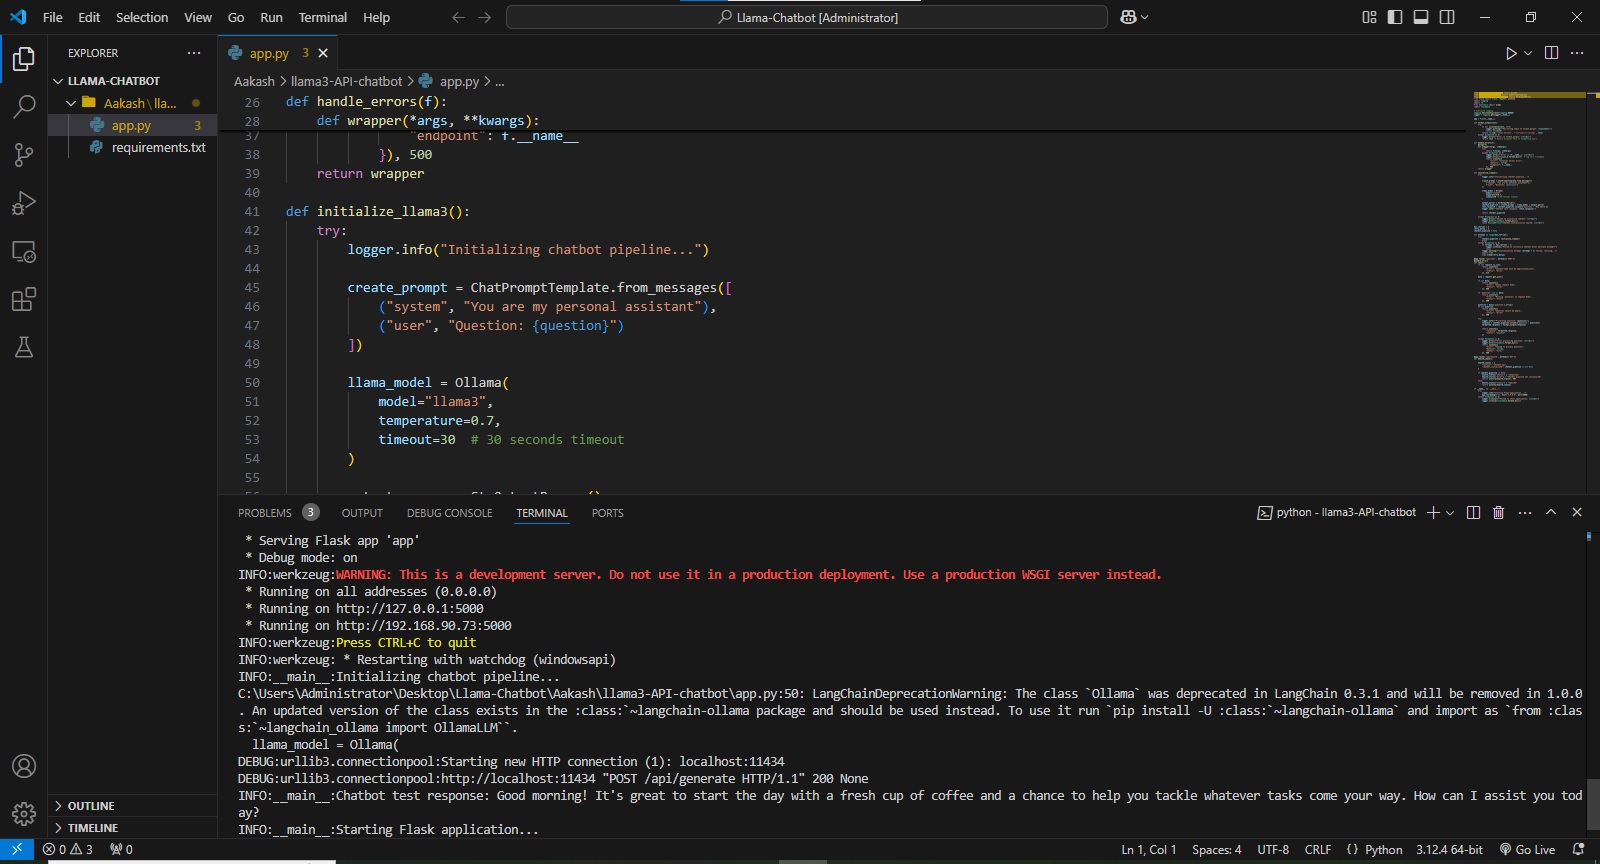 File Edit Selection View Go Run Terminal Help
Llama-Chatbot [Administrator]
EXPLORER
LLAMA-CHATBOT
Aakash\lla...
app.py 3
requirements.txt
OUTLINE
TIMELINE
app.py 3
Aakash > llama3-API-chatbot > app.py > ...
26 def handle_errors(f):
28 def wrapper(*args, **kwargs):
37 "endpoint": f.__name__
38 }), 500
39 return wrapper
40
41 def initialize_llama3():
42 try:
43 logger.info("Initializing chatbot pipeline...")
44
45 create_prompt = ChatPromptTemplate.from_messages([
46 ("system", "You are my personal assistant"),
47 ("user", "Question: {question}")
48 ])
49
50 llama_model = Ollama(
51 model="llama3",
52 temperature=0.7,
53 timeout=30 # 30 seconds timeout
54 )
55
PROBLEMS 3 OUTPUT DEBUG CONSOLE TERMINAL PORTS
python - llama3-API-chatbot
* Serving Flask app 'app'
* Debug mode: on
INFO:werkzeug:WARNING: This is a development server. Do not use it in a production deployment. Use a production WSGI server instead.
* Running on all addresses (0.0.0.0)
* Running on http://127.0.0.1:5000
* Running on http://192.168.90.73:5000
INFO:werkzeug:Press CTRL+C to quit
INFO:werkzeug: * Restarting with watchdog (windowsapi)
INFO:__main__:Initializing chatbot pipeline...
C:\Users\Administrator\Desktop\Llama-Chatbot\Aakash\llama3-API-chatbot\app.py:50: LangChainDeprecationWarning: The class `Ollama` was deprecated in LangChain 0.3.1 and will be removed in 1.0.0
. An updated version of the class exists in the :class:`~langchain-ollama package and should be used instead. To use it run `pip install -U :class:`~langchain-ollama` and import as `from :clas
s:`~langchain_ollama import OllamaLLM``.
llama_model = Ollama(
DEBUG:urllib3.connectionpool:Starting new HTTP connection (1): localhost:11434
DEBUG:urllib3.connectionpool:http://localhost:11434 "POST /api/generate HTTP/1.1" 200 None
INFO:__main__:Chatbot test response: Good morning! It's great to start the day with a fresh cup of coffee and a chance to help you tackle whatever tasks come your way. How can I assist you tod
ay?
INFO:__main__:Starting Flask application...
0 3 0
Ln 1, Col 1 Spaces: 4 UTF-8 CRLF {} Python 3.12.4 64-bit Go Live